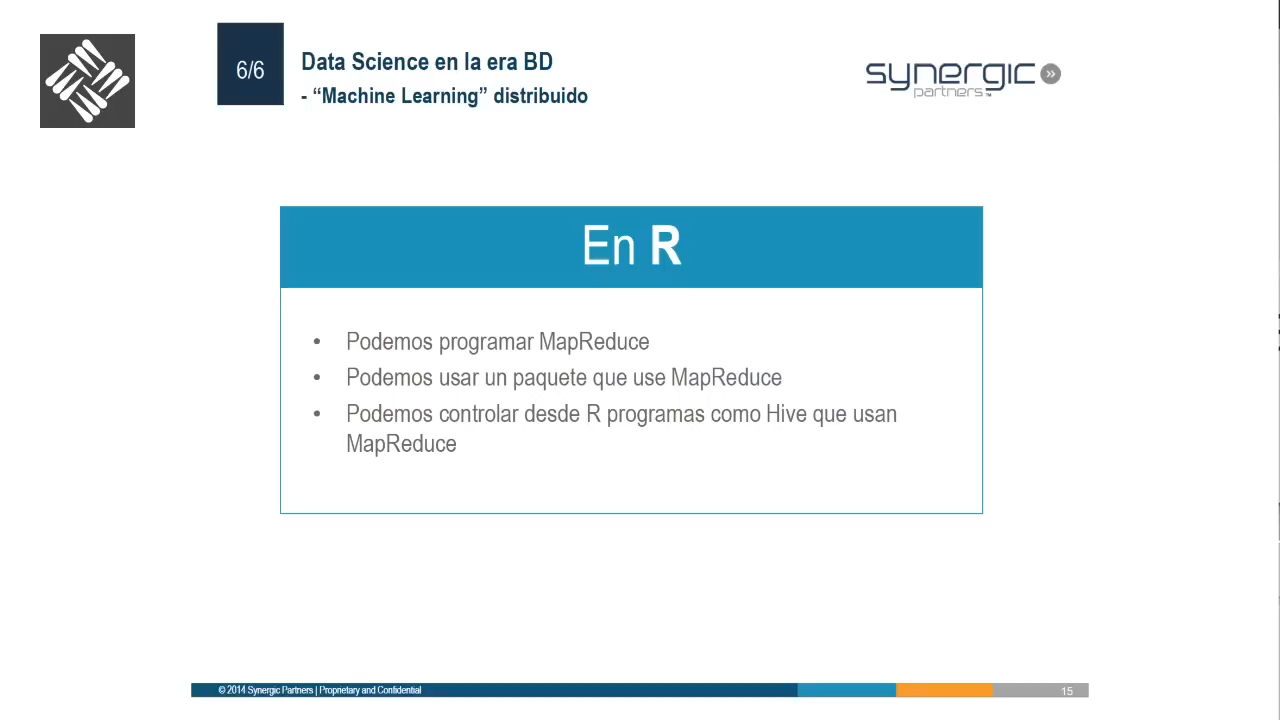 6/6
Data Science en la era BD
- “Machine Learning” distribuido
synergic
partners™
En R
• Podemos programar MapReduce
• Podemos usar un paquete que use MapReduce
• Podemos controlar desde R programas como Hive que usan
MapReduce
© 2014 Synergic Partners | Proprietary and Confidential
15